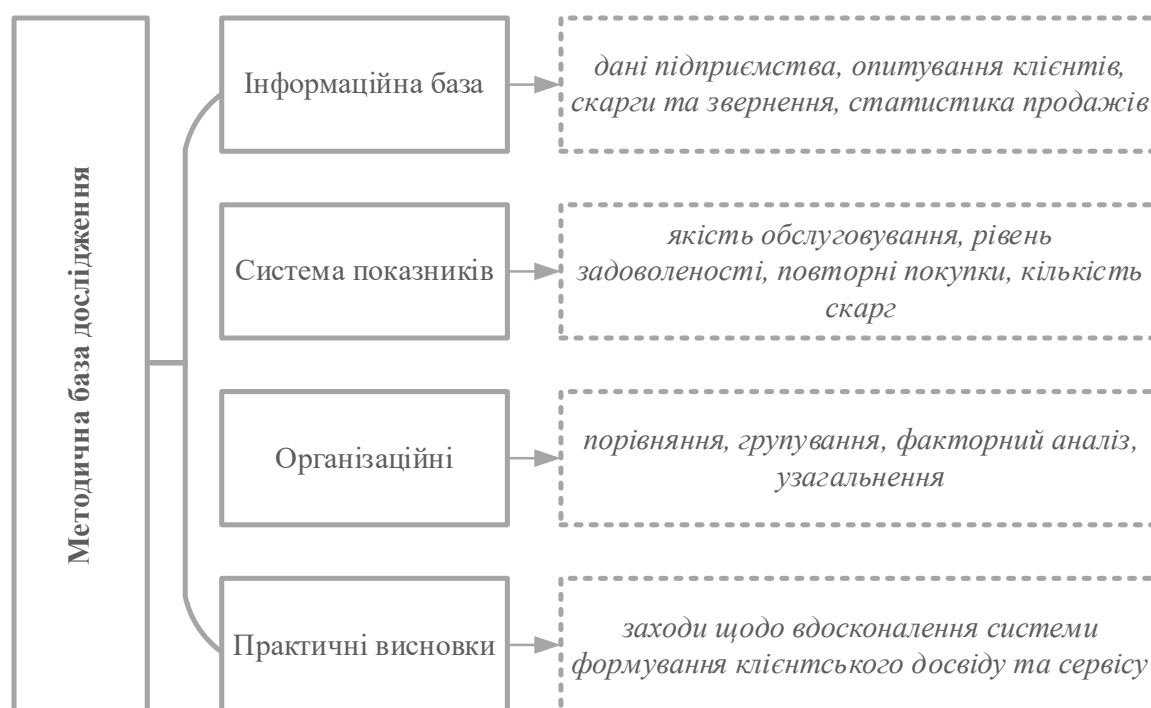 Методична база дослідження
Інформаційна база
дані підприємства, опитування клієнтів,
скарги та звернення, статистика продажів
Система показників
якість обслуговування, рівень
задоволеності, повторні покупки, кількість
скарг
Організаційні
порівняння, групування, факторний аналіз,
узагальнення
Практичні висновки
заходи щодо вдосконалення системи
формування клієнтського досвіду та сервісу